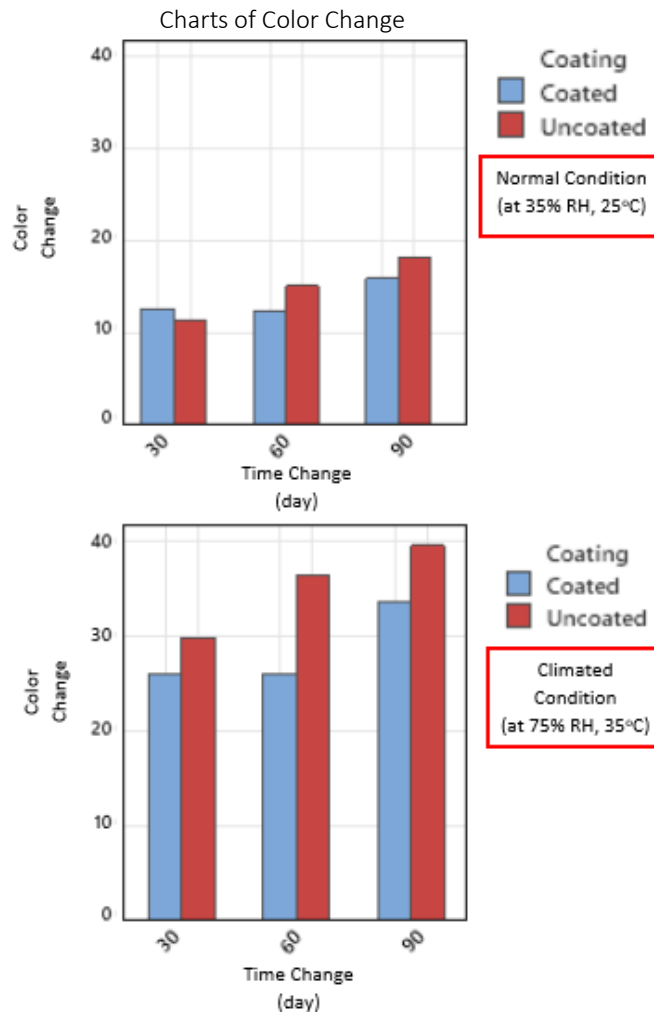 Charts of Color Change
Color
Change
40
30
20
10
0
30
60
90
Time Change
(day)
Coating
Coated
Uncoated
Normal Condition
(at 35% RH, 25°C)
Color
Change
40
30
20
10
0
30
60
90
Time Change
(day)
Coating
Coated
Uncoated
Climated
Condition
(at 75% RH, 35°C)